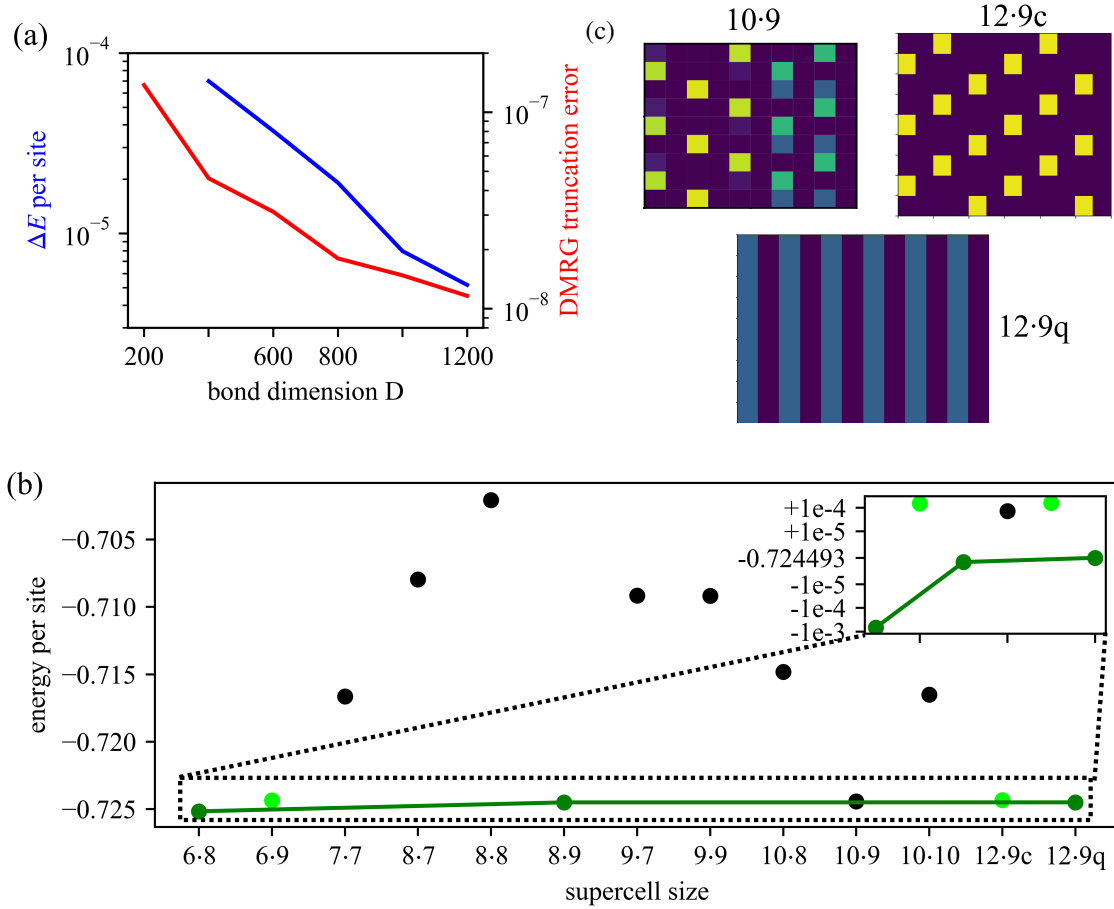 (a)
10⁻⁴
10⁻⁵
ΔE per site
10⁻⁷
10⁻⁸
DMRG truncation error
200
600
800
1200
bond dimension D
(c)
10·9
12·9c
12·9q
(b)
−0.705
−0.710
−0.715
−0.720
−0.725
energy per site
+1e-4
+1e-5
-0.724493
-1e-5
-1e-4
-1e-3
6·8
6·9
7·7
8·7
8·8
8·9
9·7
9·9
10·8
10·9
10·10
12·9c
12·9q
supercell size